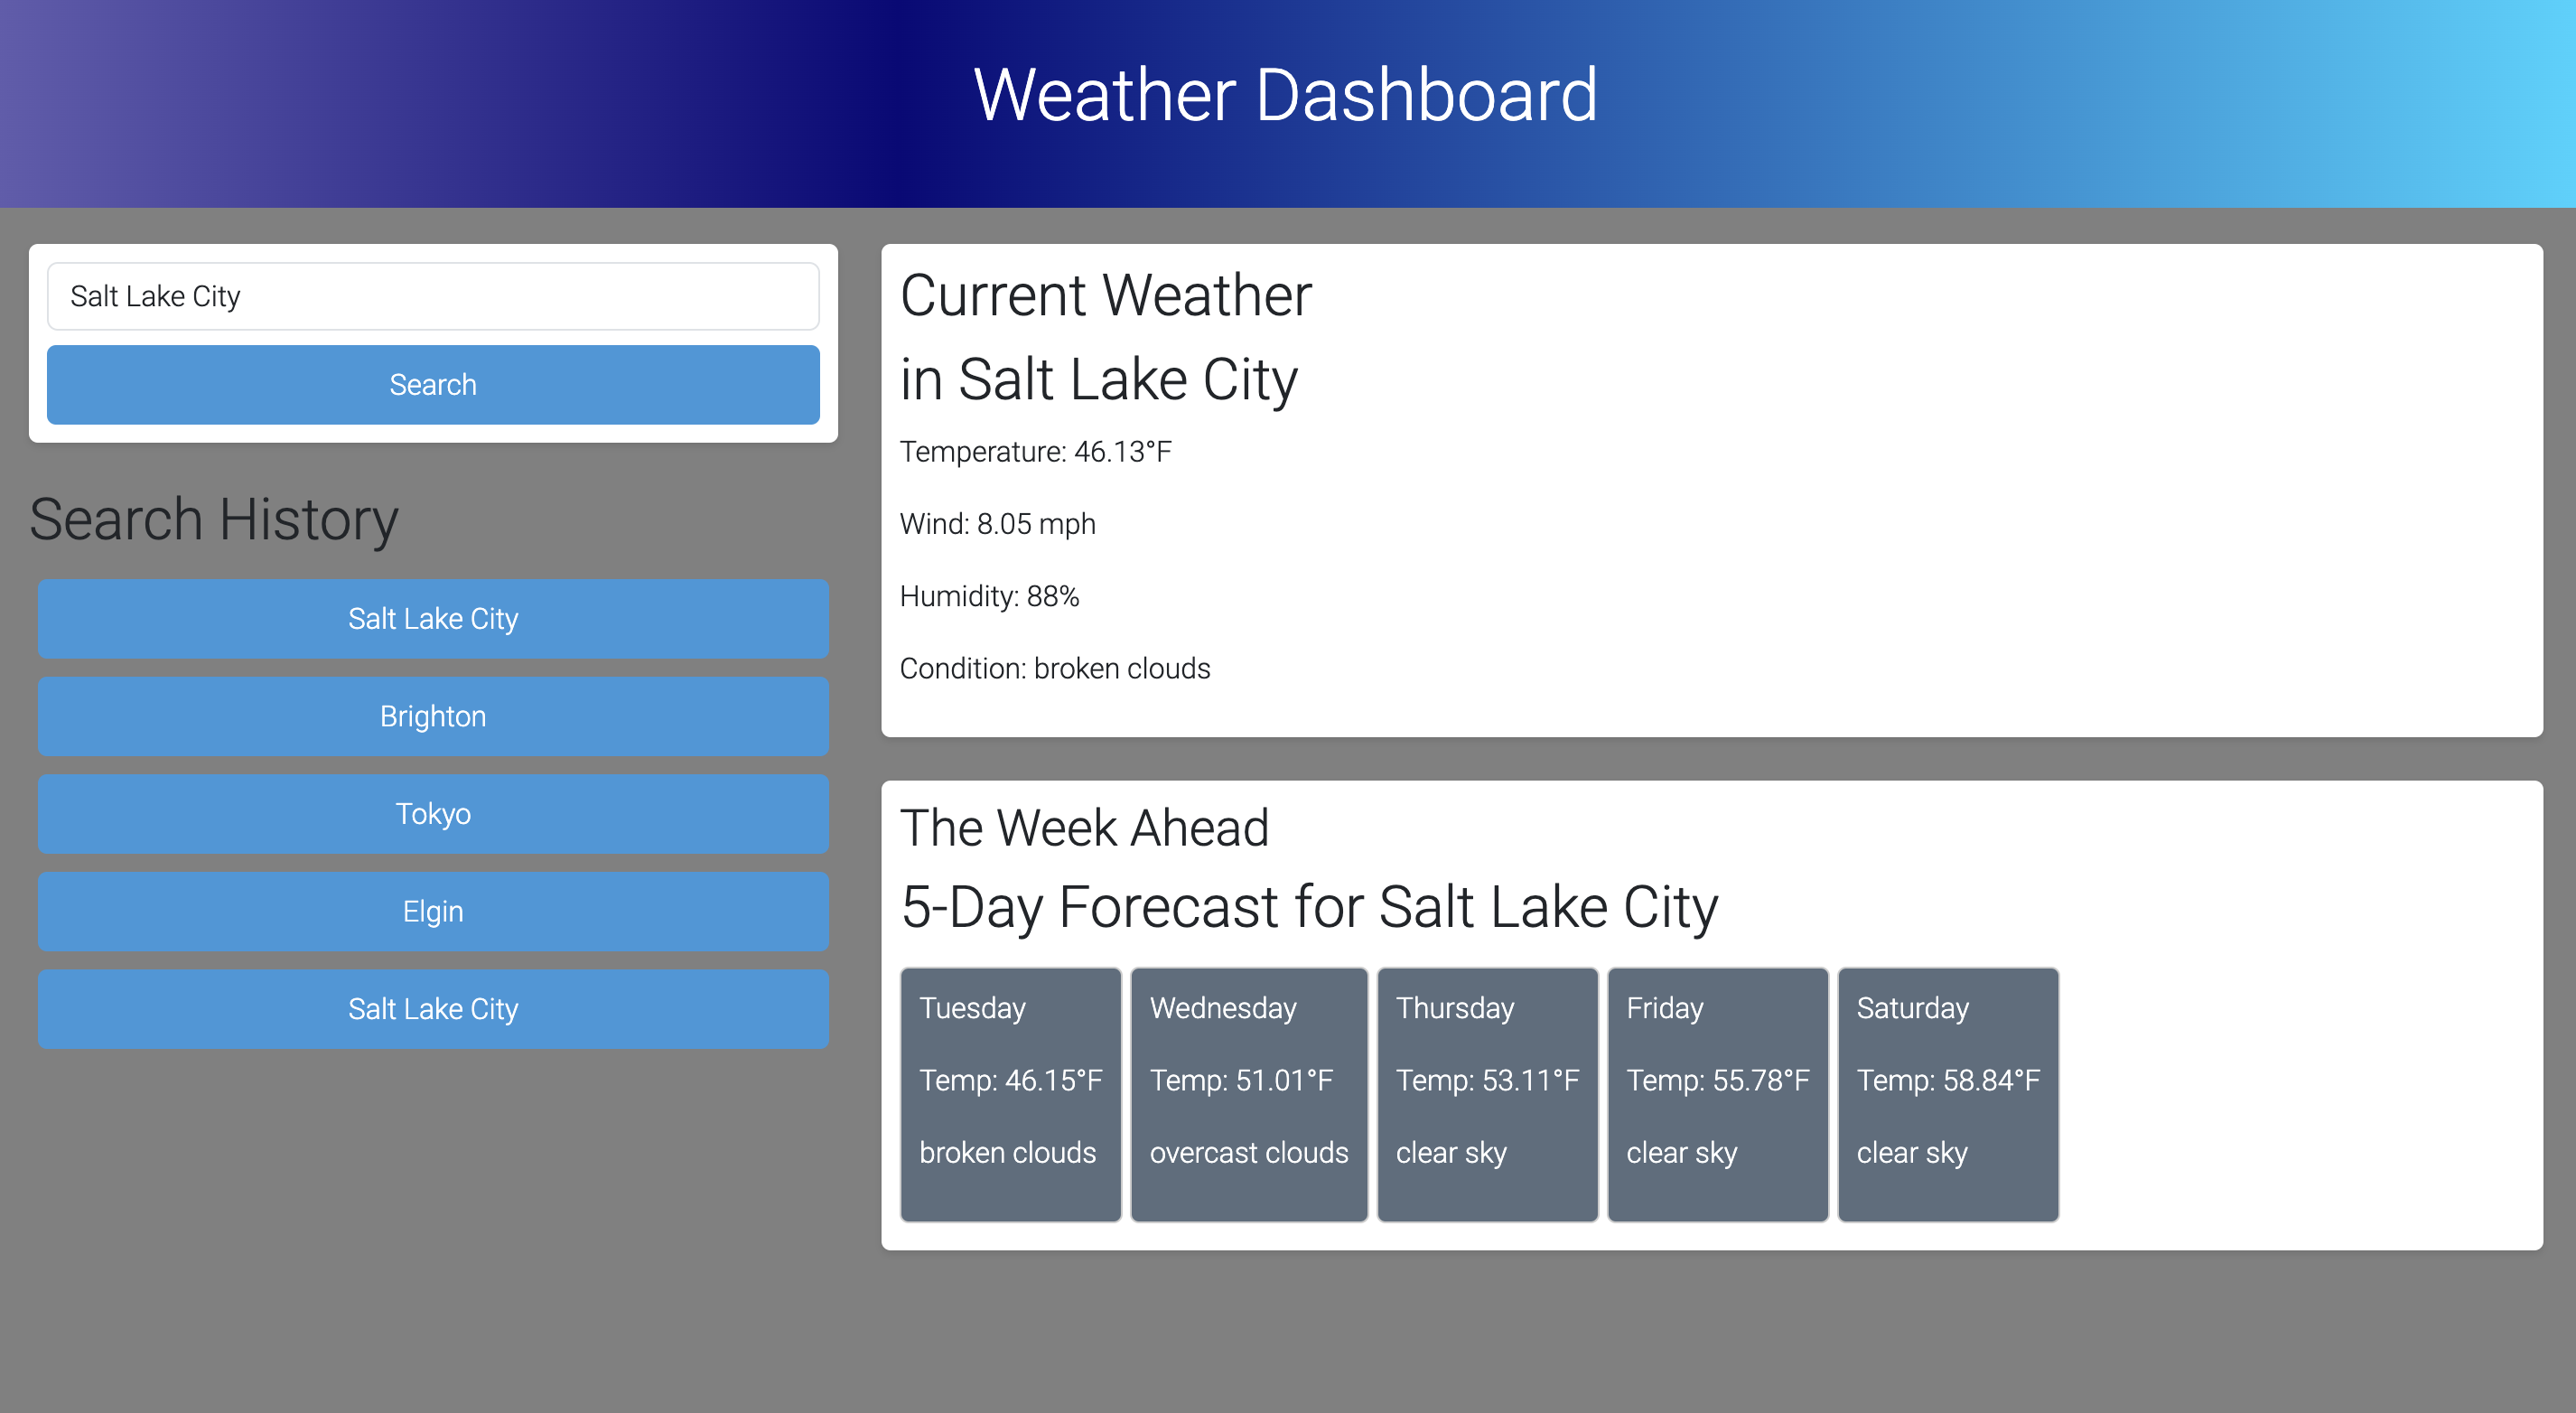 Weather Dashboard
Salt Lake City
Search
Search History
Salt Lake City
Brighton
Tokyo
Elgin
Salt Lake City
Current Weather
in Salt Lake City
Temperature: 46.13°F
Wind: 8.05 mph
Humidity: 88%
Condition: broken clouds
The Week Ahead
5-Day Forecast for Salt Lake City
Tuesday
Temp: 46.15°F
broken clouds
Wednesday
Temp: 51.01°F
overcast clouds
Thursday
Temp: 53.11°F
clear sky
Friday
Temp: 55.78°F
clear sky
Saturday
Temp: 58.84°F
clear sky